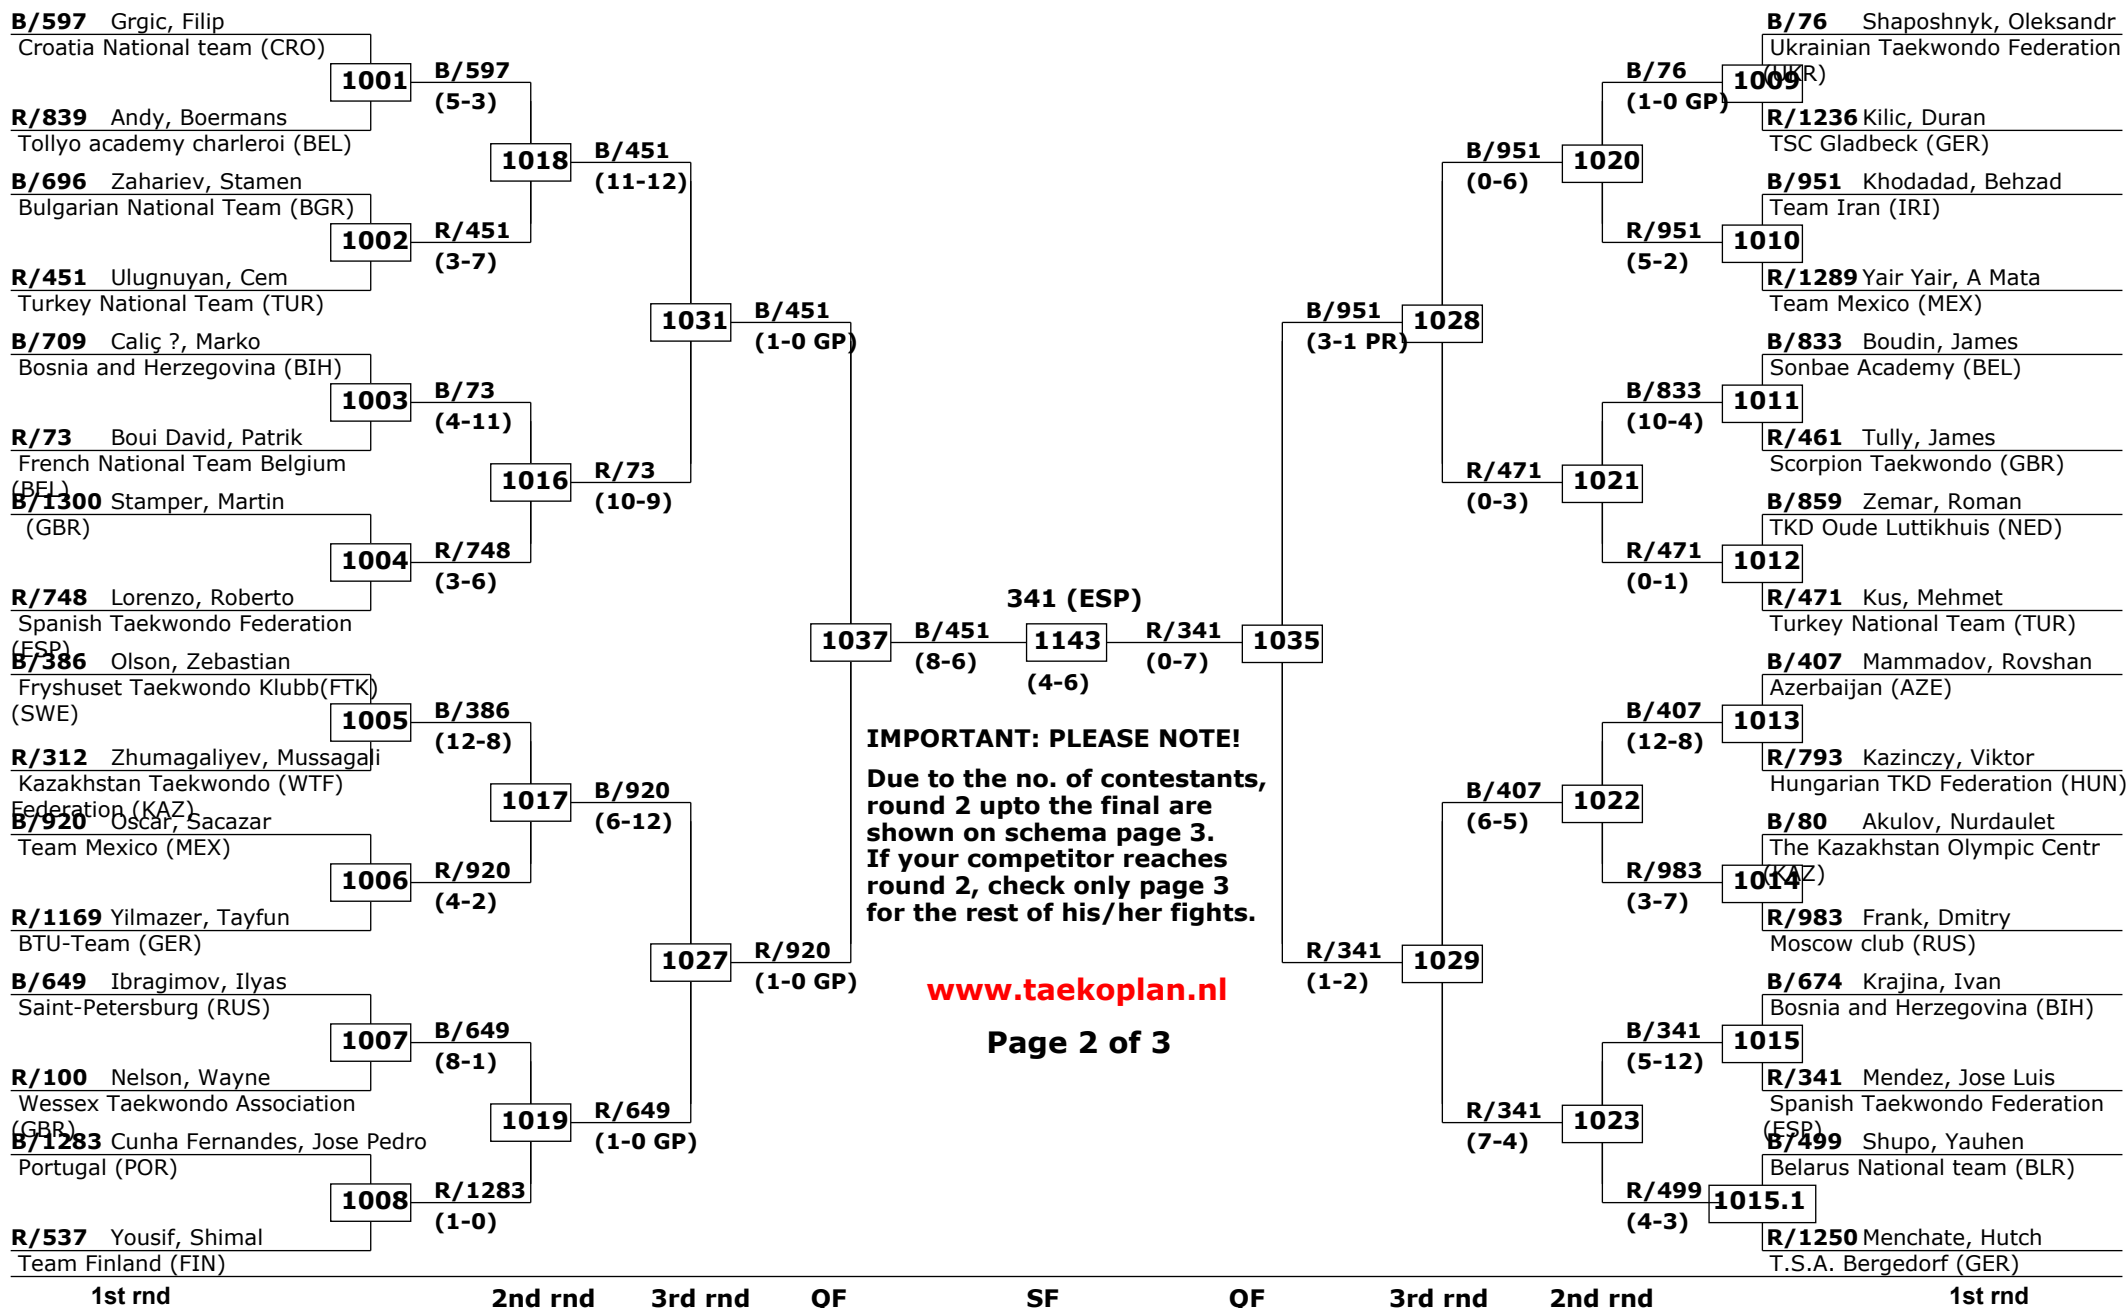 B/597 Grgic, Filip
Croatia National team (CRO)
1001
B/597
(5-3)
R/839 Andy, Boermans
Tollyo academy charleroi (BEL)
1018
B/451
(11-12)
B/696 Zahariev, Stamen
Bulgarian National Team (BGR)
1002
R/451
(3-7)
R/451 Ulugnuyan, Cem
Turkey National Team (TUR)
1031
B/451
(1-0 GP)
B/709 Caliç ?, Marko
Bosnia and Herzegovina (BIH)
1003
B/73
(4-11)
R/73 Boui David, Patrik
French National Team Belgium
(BEL)
1016
R/73
(10-9)
B/1300 Stamper, Martin
(GBR)
1004
R/748
(3-6)
R/748 Lorenzo, Roberto
Spanish Taekwondo Federation
(ESP)
1037
B/451
(8-6)
B/386 Olson, Zebastian
Fryshuset Taekwondo Klubb(FTK)
(SWE)
1005
B/386
(12-8)
R/312 Zhumagaliyev, Mussagali
Kazakhstan Taekwondo (WTF)
Federation (KAZ)
1017
B/920
(6-12)
B/920 Oscar, Sacazar
Team Mexico (MEX)
1006
R/920
(4-2)
R/1169 Yilmazer, Tayfun
BTU-Team (GER)
1027
R/920
(1-0 GP)
B/649 Ibragimov, Ilyas
Saint-Petersburg (RUS)
1007
B/649
(8-1)
R/100 Nelson, Wayne
Wessex Taekwondo Association
(GBR)
1019
R/649
(1-0 GP)
B/1283 Cunha Fernandes, Jose Pedro
Portugal (POR)
1008
R/1283
(1-0)
R/537 Yousif, Shimal
Team Finland (FIN)
341 (ESP)
1143
(4-6)
IMPORTANT: PLEASE NOTE!
Due to the no. of contestants,
round 2 upto the final are
shown on schema page 3.
If your competitor reaches
round 2, check only page 3
for the rest of his/her fights.
www.taekoplan.nl
Page 2 of 3
B/76 Shaposhnyk, Oleksandr
Ukrainian Taekwondo Federation
(UKR)
B/76
(1-0 GP)
1009
R/1236 Kilic, Duran
TSC Gladbeck (GER)
B/951
(0-6)
1020
B/951 Khodadad, Behzad
Team Iran (IRI)
R/951
(5-2)
1010
R/1289 Yair Yair, A Mata
Team Mexico (MEX)
B/951
(3-1 PR)
1028
B/833 Boudin, James
Sonbae Academy (BEL)
B/833
(10-4)
1011
R/461 Tully, James
Scorpion Taekwondo (GBR)
R/471
(0-3)
1021
B/859 Zemar, Roman
TKD Oude Luttikhuis (NED)
R/471
(0-1)
1012
R/471 Kus, Mehmet
Turkey National Team (TUR)
R/341
(0-7)
1035
B/407 Mammadov, Rovshan
Azerbaijan (AZE)
B/407
(12-8)
1013
R/793 Kazinczy, Viktor
Hungarian TKD Federation (HUN)
B/407
(6-5)
1022
B/80 Akulov, Nurdaulet
The Kazakhstan Olympic Centr
(KAZ)
R/983
(3-7)
1014
R/983 Frank, Dmitry
Moscow club (RUS)
R/341
(1-2)
1029
B/674 Krajina, Ivan
Bosnia and Herzegovina (BIH)
B/341
(5-12)
1015
R/341 Mendez, Jose Luis
Spanish Taekwondo Federation
(ESP)
R/341
(7-4)
1023
B/499 Shupo, Yauhen
Belarus National team (BLR)
R/499
(4-3)
1015.1
R/1250 Menchate, Hutch
T.S.A. Bergedorf (GER)
1st rnd 2nd rnd 3rd rnd QF SF QF 3rd rnd 2nd rnd 1st rnd